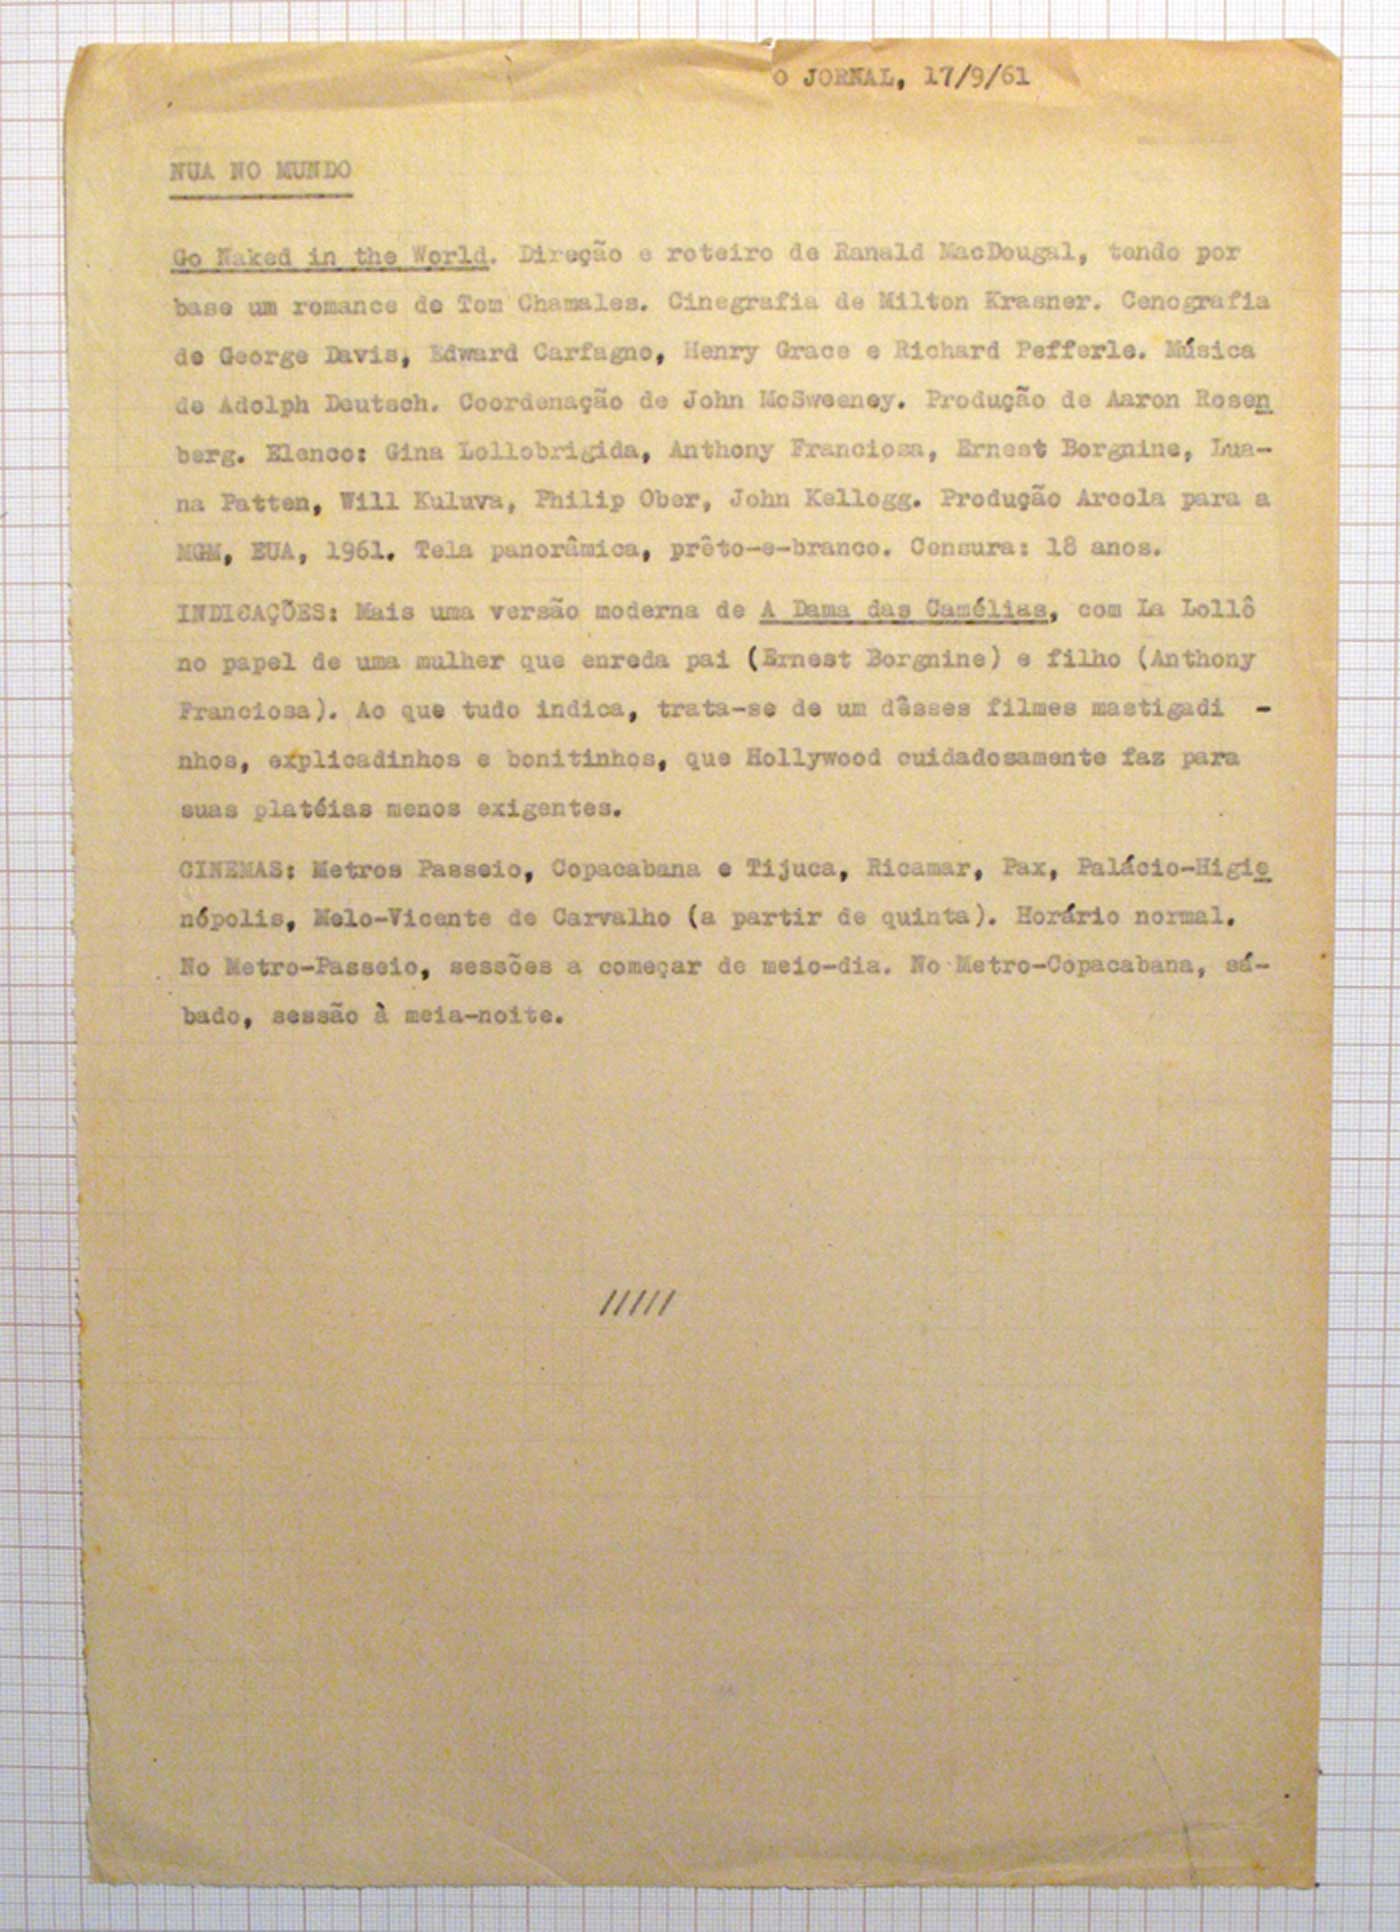 O JORNAL, 17/9/61
NUA NO MUNDO
Go Naked in the World. Direção e roteiro de Ranald MacDougal, tendo por
base um romance de Tom Chamales. Cinegrafia de Milton Krasner. Cenografia
de George Davis, Edward Carfagno, Henry Grace e Richard Pefferle. Música
de Adolph Deutsch. Coordenação de John McSweeney. Produção de Aaron Rosen
berg. Elenco: Gina Lollobrigida, Anthony Franciosa, Ernest Borgnine, Lua-
na Patten, Will Kuluva, Philip Ober, John Kellogg. Produção Arcola para a
MGM, EUA, 1961. Tela panorâmica, prêto-e-branco. Censura: 18 anos.
INDICAÇÕES: Mais uma versão moderna de A Dama das Camélias, com La Lollô
no papel de uma mulher que enreda pai (Ernest Borgnine) e filho (Anthony
Franciosa). Ao que tudo indica, trata-se de um dêsses filmes mastigadi -
nhos, explicadinhos e bonitinhos, que Hollywood cuidadosamente faz para
suas platéias menos exigentes.
CINEMAS: Metros Passeio, Copacabana e Tijuca, Ricamar, Pax, Palácio-Higie
nópolis, Melo-Vicente de Carvalho (a partir de quinta). Horário normal.
No Metro-Passeio, sessões a começar de meio-dia. No Metro-Copacabana, sá-
bado, sessão à meia-noite.
/////